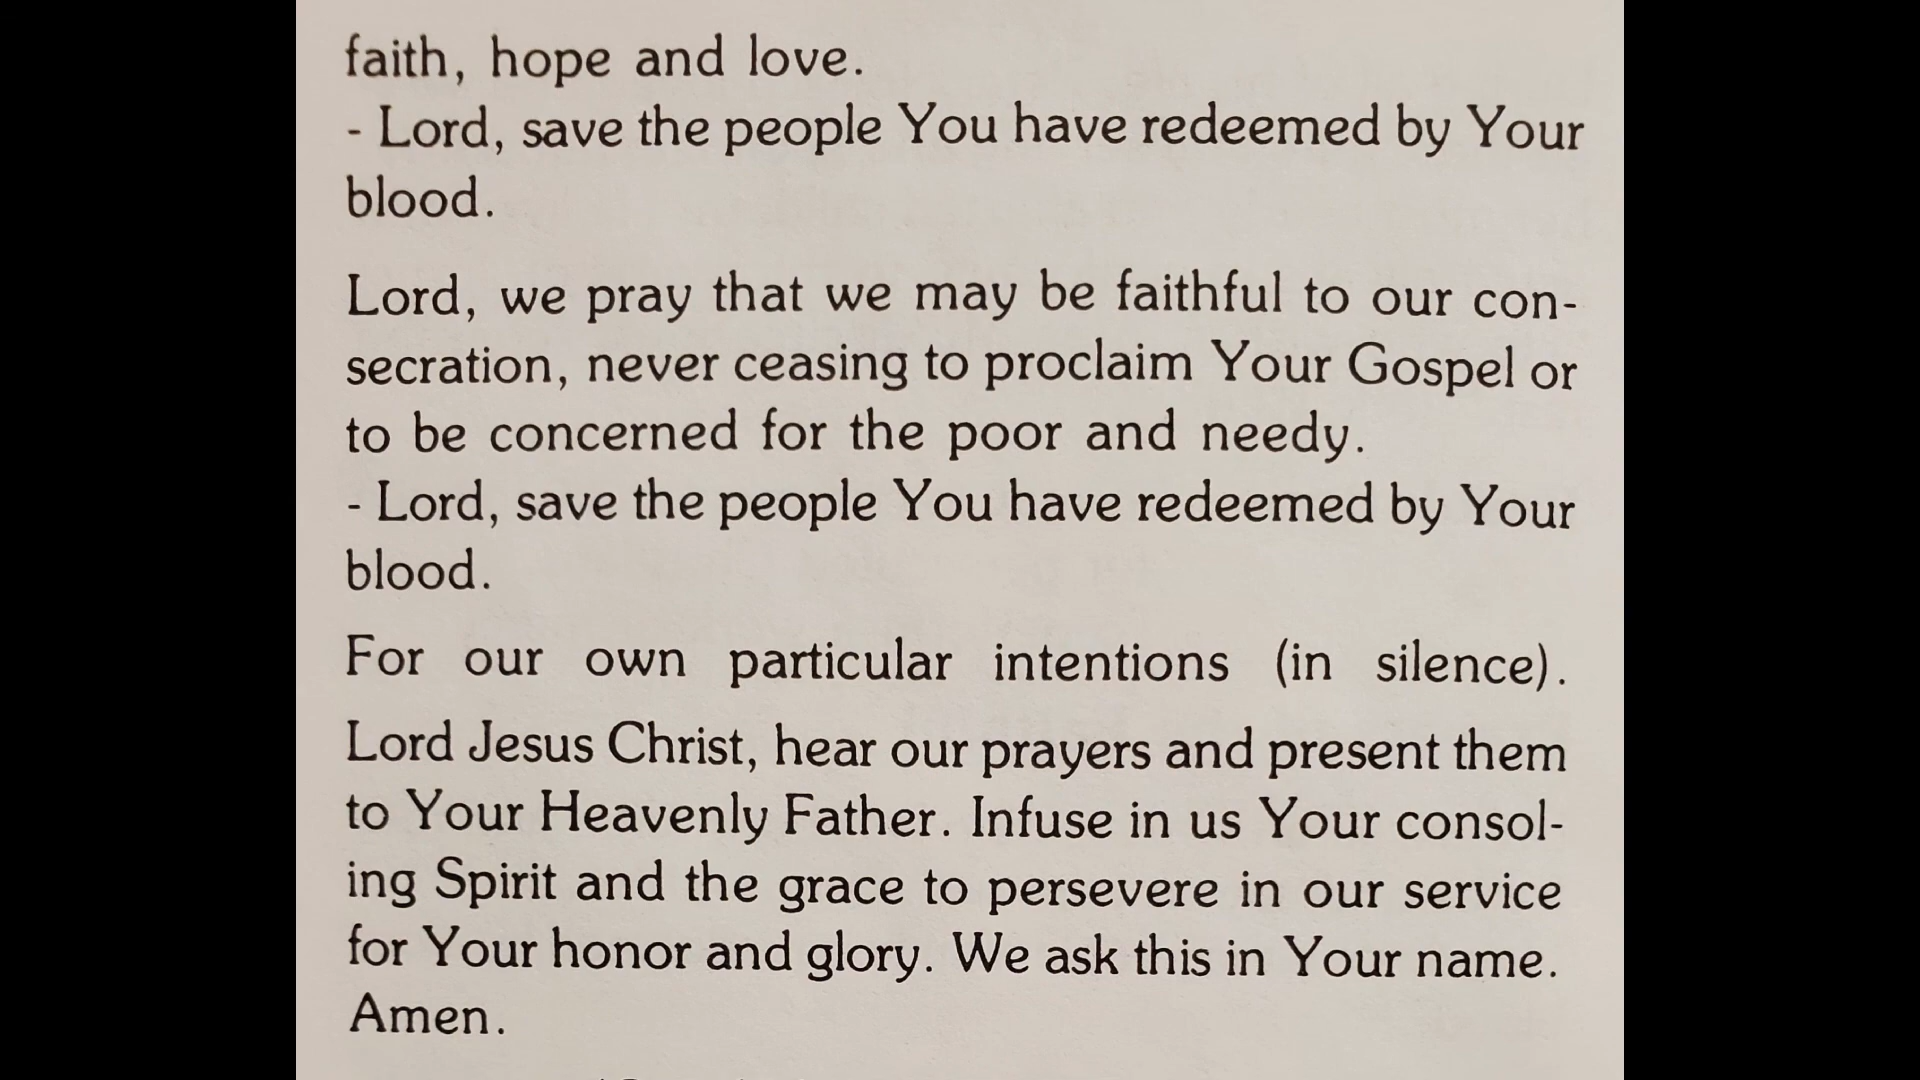 faith, hope and love.
- Lord, save the people You have redeemed by Your
blood.
Lord, we pray that we may be faithful to our con-
secration, never ceasing to proclaim Your Gospel or
to be concerned for the poor and needy.
- Lord, save the people You have redeemed by Your
blood.
For our own particular intentions (in silence).
Lord Jesus Christ, hear our prayers and present them
to Your Heavenly Father. Infuse in us Your consol-
ing Spirit and the grace to persevere in our service
for Your honor and glory. We ask this in Your name.
Amen.